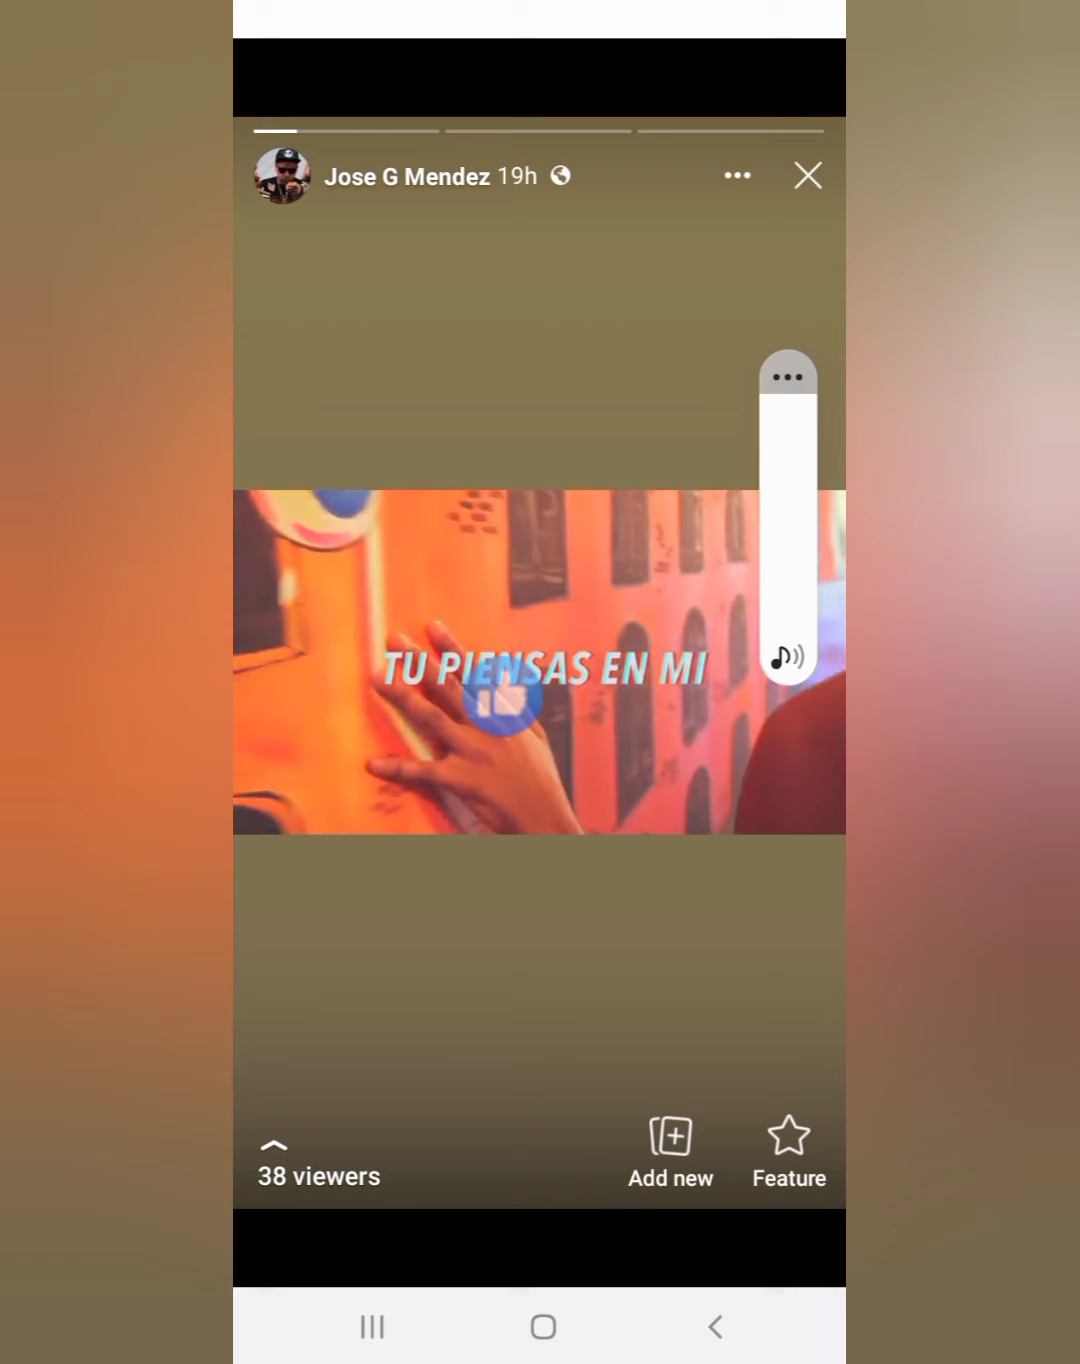 Jose G Mendez 19h
TU PIENSAS EN MI
38 viewers
Add new
Feature